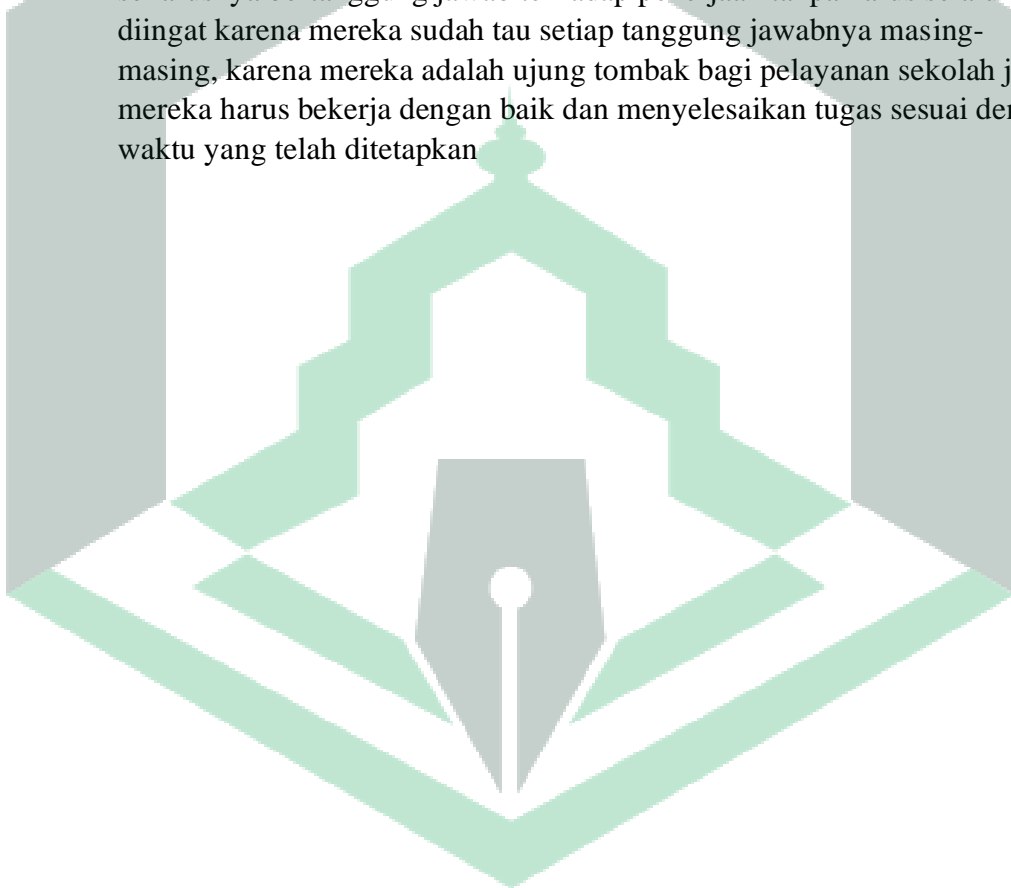 diingat karena mereka sudah tau setiap tanggung jawabnya masing-
masing, karena mereka adalah ujung tombak bagi pelayanan sekolah j
mereka harus bekerja dengan baik dan menyelesaikan tugas sesuai der
waktu yang telah ditetapkan